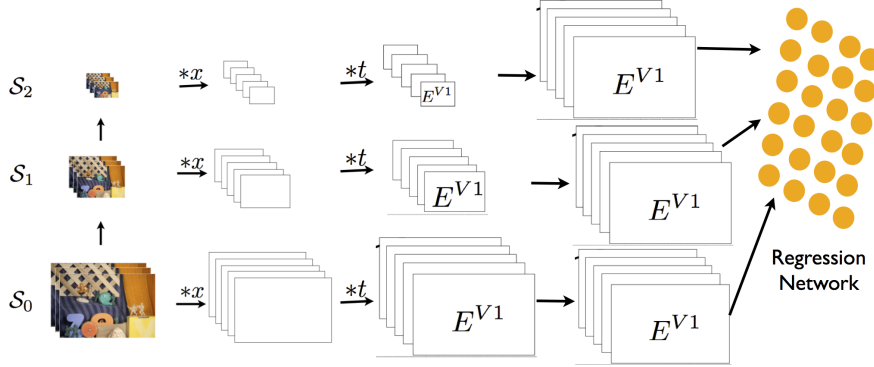 𝒮₂
*x
*t
E^{V1}
E^{V1}
𝒮₁
*x
*t
E^{V1}
E^{V1}
𝒮₀
*x
*t
E^{V1}
E^{V1}
Regression
Network